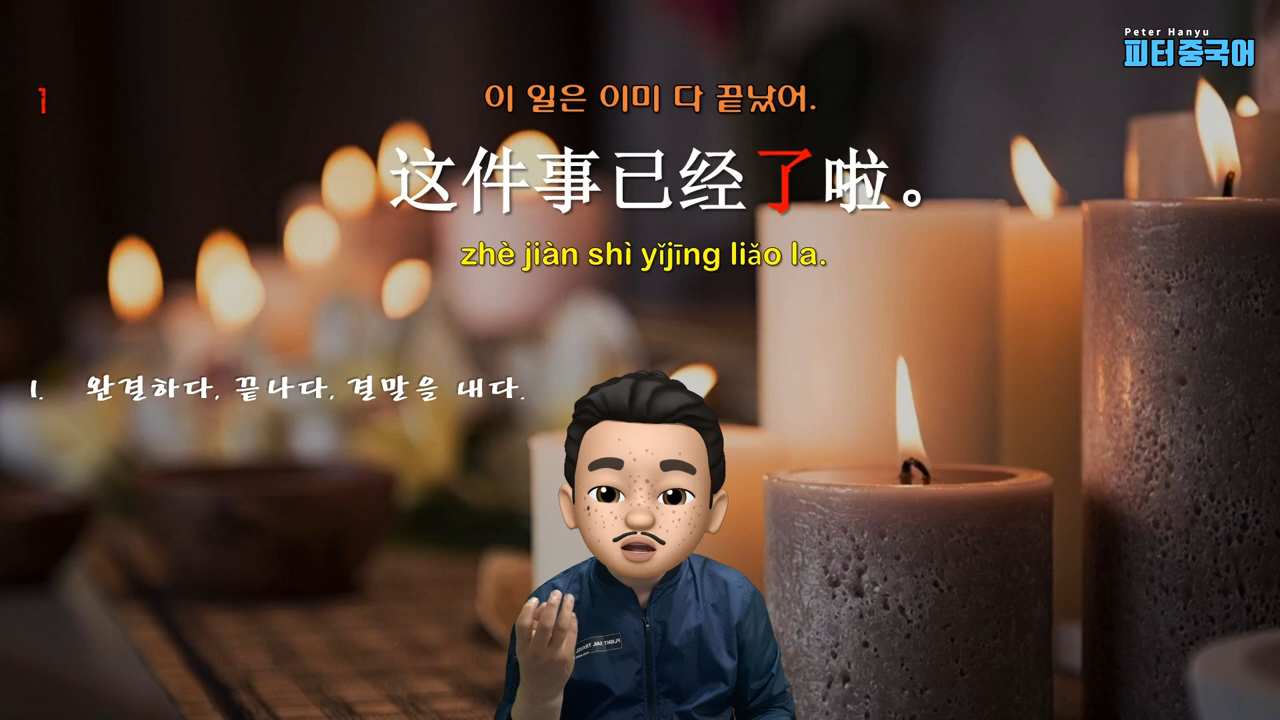 Peter Hanyu
피터 중국어
1
이 일은 이미 다 끝났어.
这件事已经了啦。
zhè jiàn shì yǐjīng liǎo la.
1. 완결하다, 끝나다, 결말을 내다.